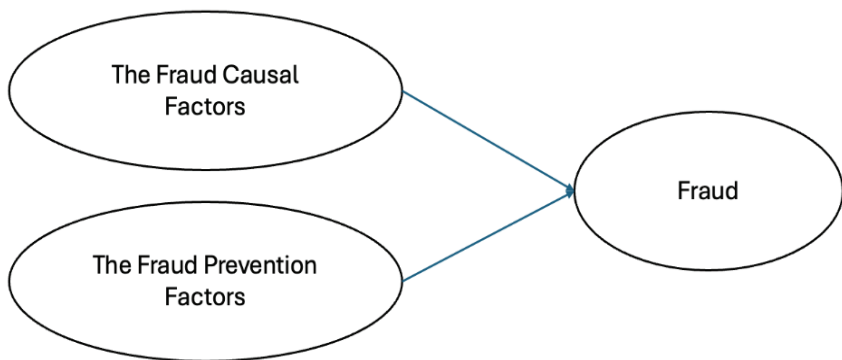 The Fraud Causal
Factors
Fraud
The Fraud Prevention
Factors